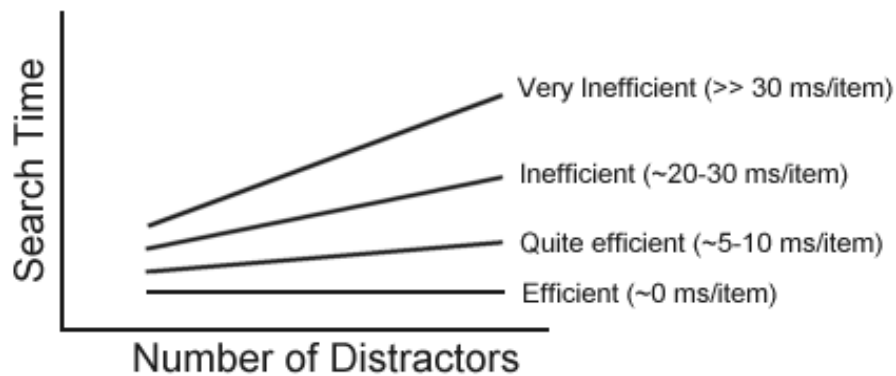 Search Time
Very Inefficient (>> 30 ms/item)
Inefficient (~20-30 ms/item)
Quite efficient (~5-10 ms/item)
Efficient (~0 ms/item)
Number of Distractors